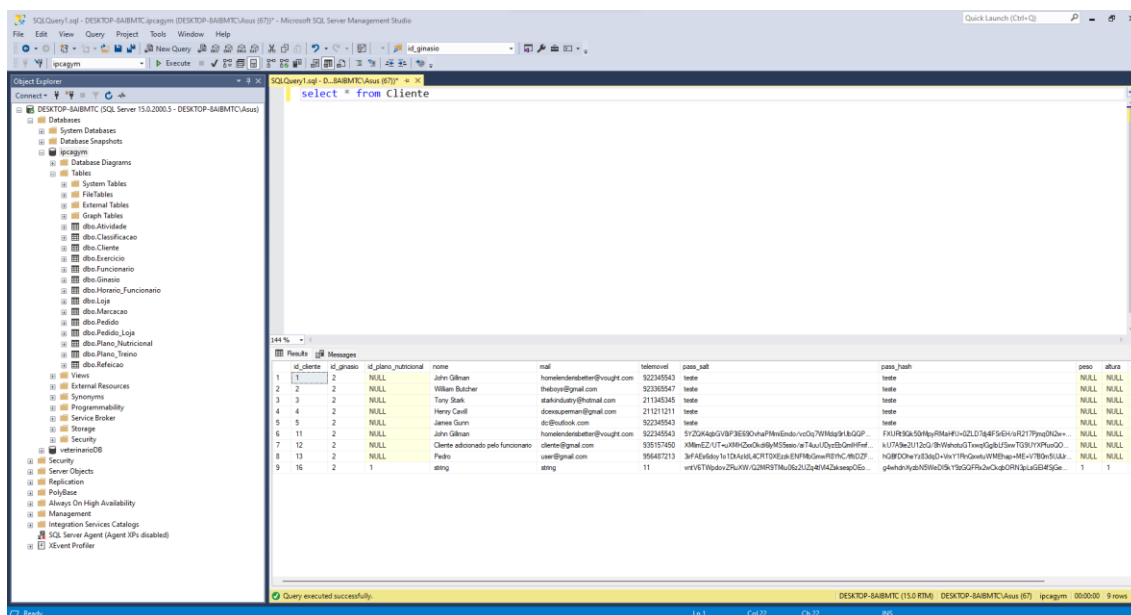 SQLQuery1.sql - DESKTOP-8AIBMTC.ipcagym (DESKTOP-8AIBMTC\Asus (67))* - Microsoft SQL Server Management Studio
Quick Launch (Ctrl+Q)
File Edit View Query Project Tools Window Help
New Query
id_ginasio
ipcagym
Execute
Object Explorer
SQLQuery1.sql - D...8AIBMTC\Asus (67))*
Connect
select * from Cliente
DESKTOP-8AIBMTC (SQL Server 15.0.2000.5 - DESKTOP-8AIBMTC\Asus)
Databases
System Databases
Database Snapshots
ipcagym
Database Diagrams
Tables
System Tables
FileTables
External Tables
Graph Tables
dbo.Atividade
dbo.Classificacao
dbo.Cliente
dbo.Exercicio
dbo.Funcionario
dbo.Ginasio
dbo.Horario_Funcionario
dbo.Loja
dbo.Marcacao
dbo.Pedido
dbo.Pedido_Loja
dbo.Plano_Nutricional
dbo.Plano_Treino
dbo.Refeicao
Views
External Resources
Synonyms
Programmability
Service Broker
Storage
Security
veterinarioDB
Security
Server Objects
Replication
PolyBase
Always On High Availability
Management
Integration Services Catalogs
SQL Server Agent (Agent XPs disabled)
XEvent Profiler
144 %
Results Messages
id_cliente id_ginasio id_plano_nutricional nome mail telemovel pass_salt pass_hash peso altura
1 1 2 NULL John Gillman homelenderisbetter@vought.com 922345543 teste teste NULL NULL
2 2 2 NULL William Butcher theboys@gmail.com 923365547 teste teste NULL NULL
3 3 2 NULL Tony Stark starkindustry@hotmail.com 211345345 teste teste NULL NULL
4 4 2 NULL Henry Cavill dcexsuperman@gmail.com 211211211 teste teste NULL NULL
5 5 2 NULL James Gunn dc@outlook.com 922345543 teste teste NULL NULL
6 11 2 NULL John Gillman homelenderisbetter@vought.com 922345543 NULL NULL
7 12 2 NULL Cliente adicionado pelo funcionario cliente@gmail.com 935157450 NULL NULL
8 13 2 NULL Pedro user@gmail.com 956487213 NULL NULL
9 16 2 1 string string 11 1 1
Query executed successfully.
DESKTOP-8AIBMTC (15.0 RTM) DESKTOP-8AIBMTC\Asus (67) ipcagym 00:00:00 9 rows
Ready Ln 1 Col 22 Ch 22 INS